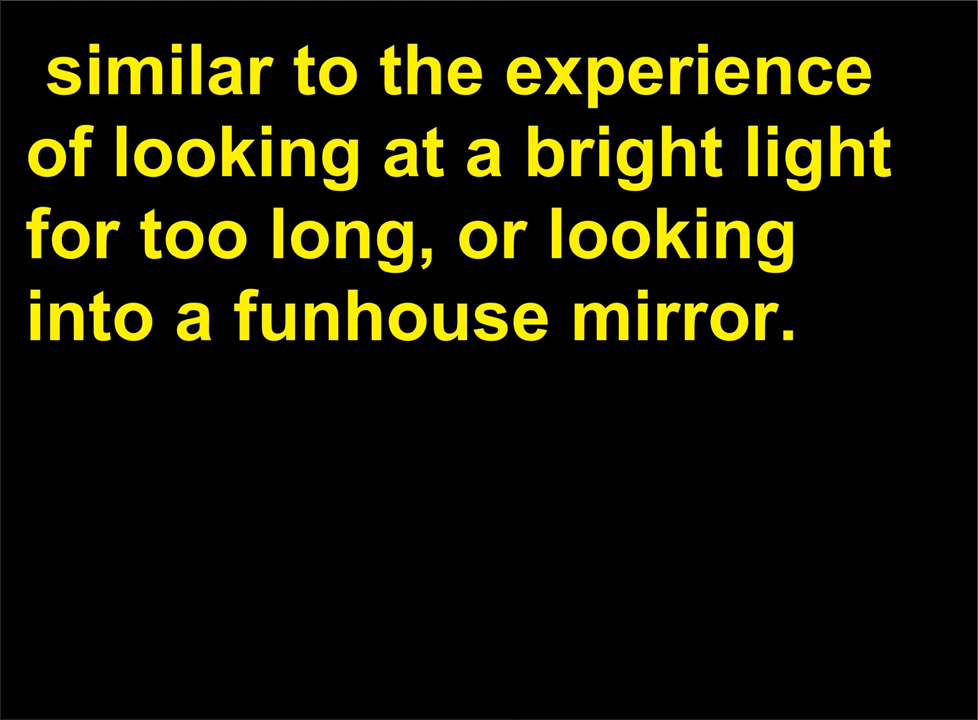 similar to the experience
of looking at a bright light
for too long, or looking
into a funhouse mirror.